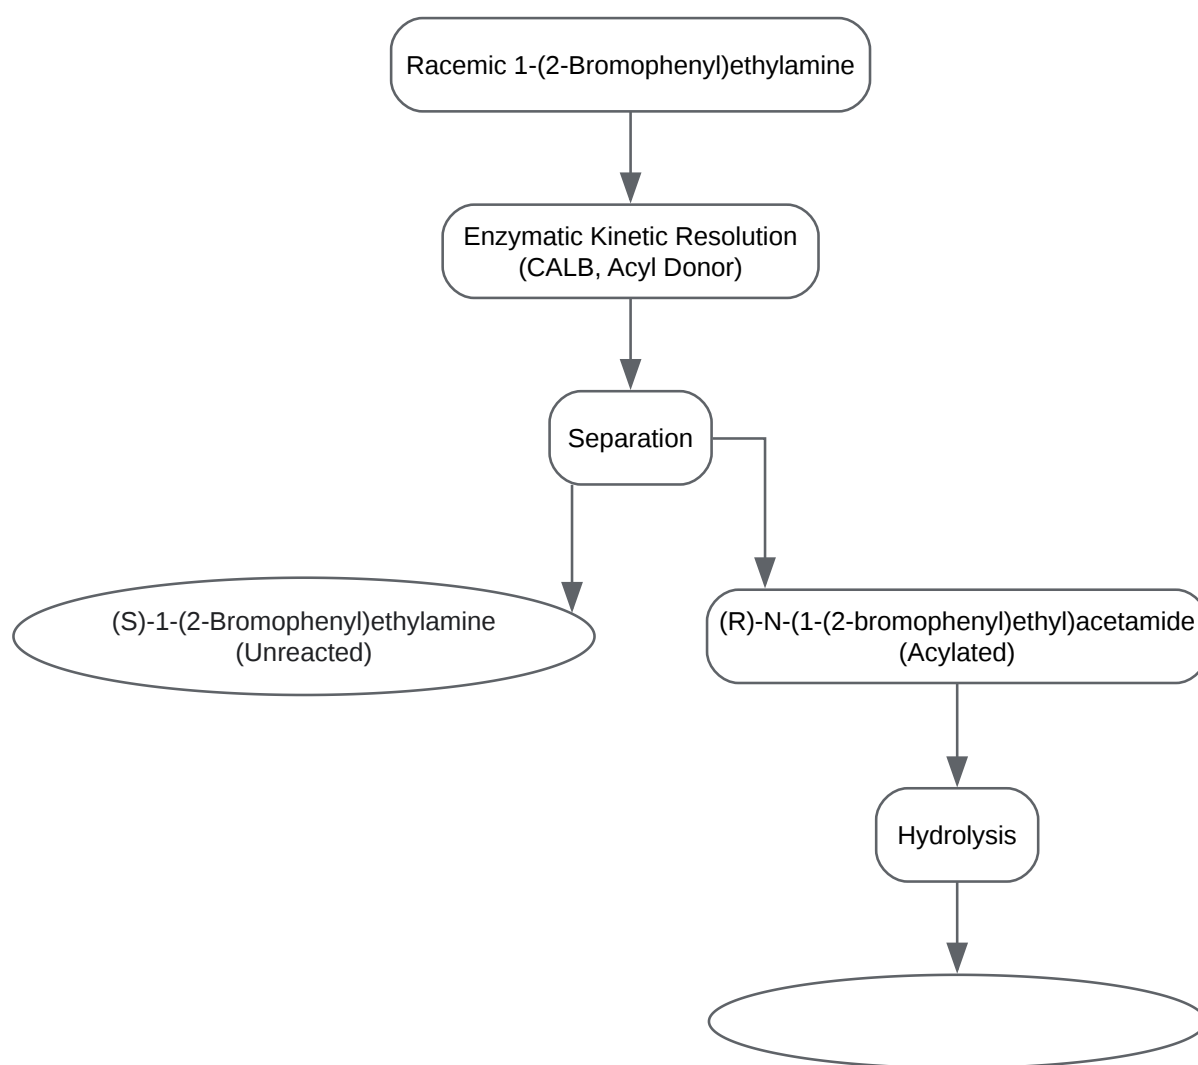 Racemic 1-(2-Bromophenyl)ethylamine
Enzymatic Kinetic Resolution
(CALB, Acyl Donor)
Separation
(S)-1-(2-Bromophenyl)ethylamine
(Unreacted)
(R)-N-(1-(2-bromophenyl)ethyl)acetamide
(Acylated)
Hydrolysis